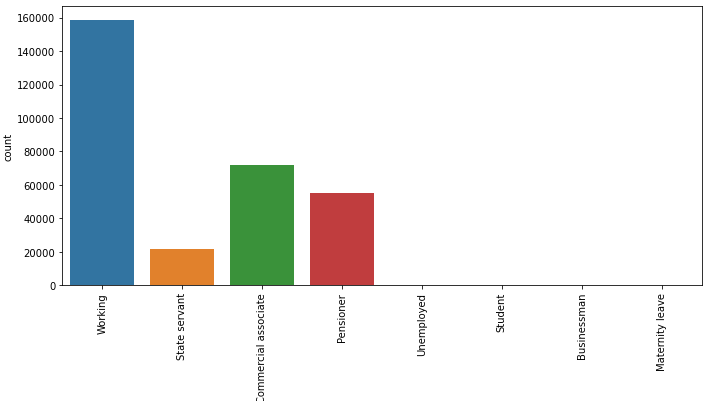 160000
140000
120000
100000
80000
60000
40000
20000
0
count
Working
State servant
Commercial associate
Pensioner
Unemployed
Student
Businessman
Maternity leave